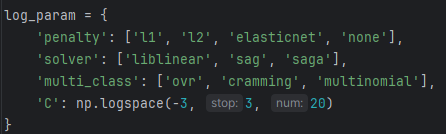 log_param = {
    'penalty': ['l1', 'l2', 'elasticnet', 'none'],
    'solver': ['liblinear', 'sag', 'saga'],
    'multi_class': ['ovr', 'cramming', 'multinomial'],
    'C': np.logspace(-3, stop: 3, num: 20)
}